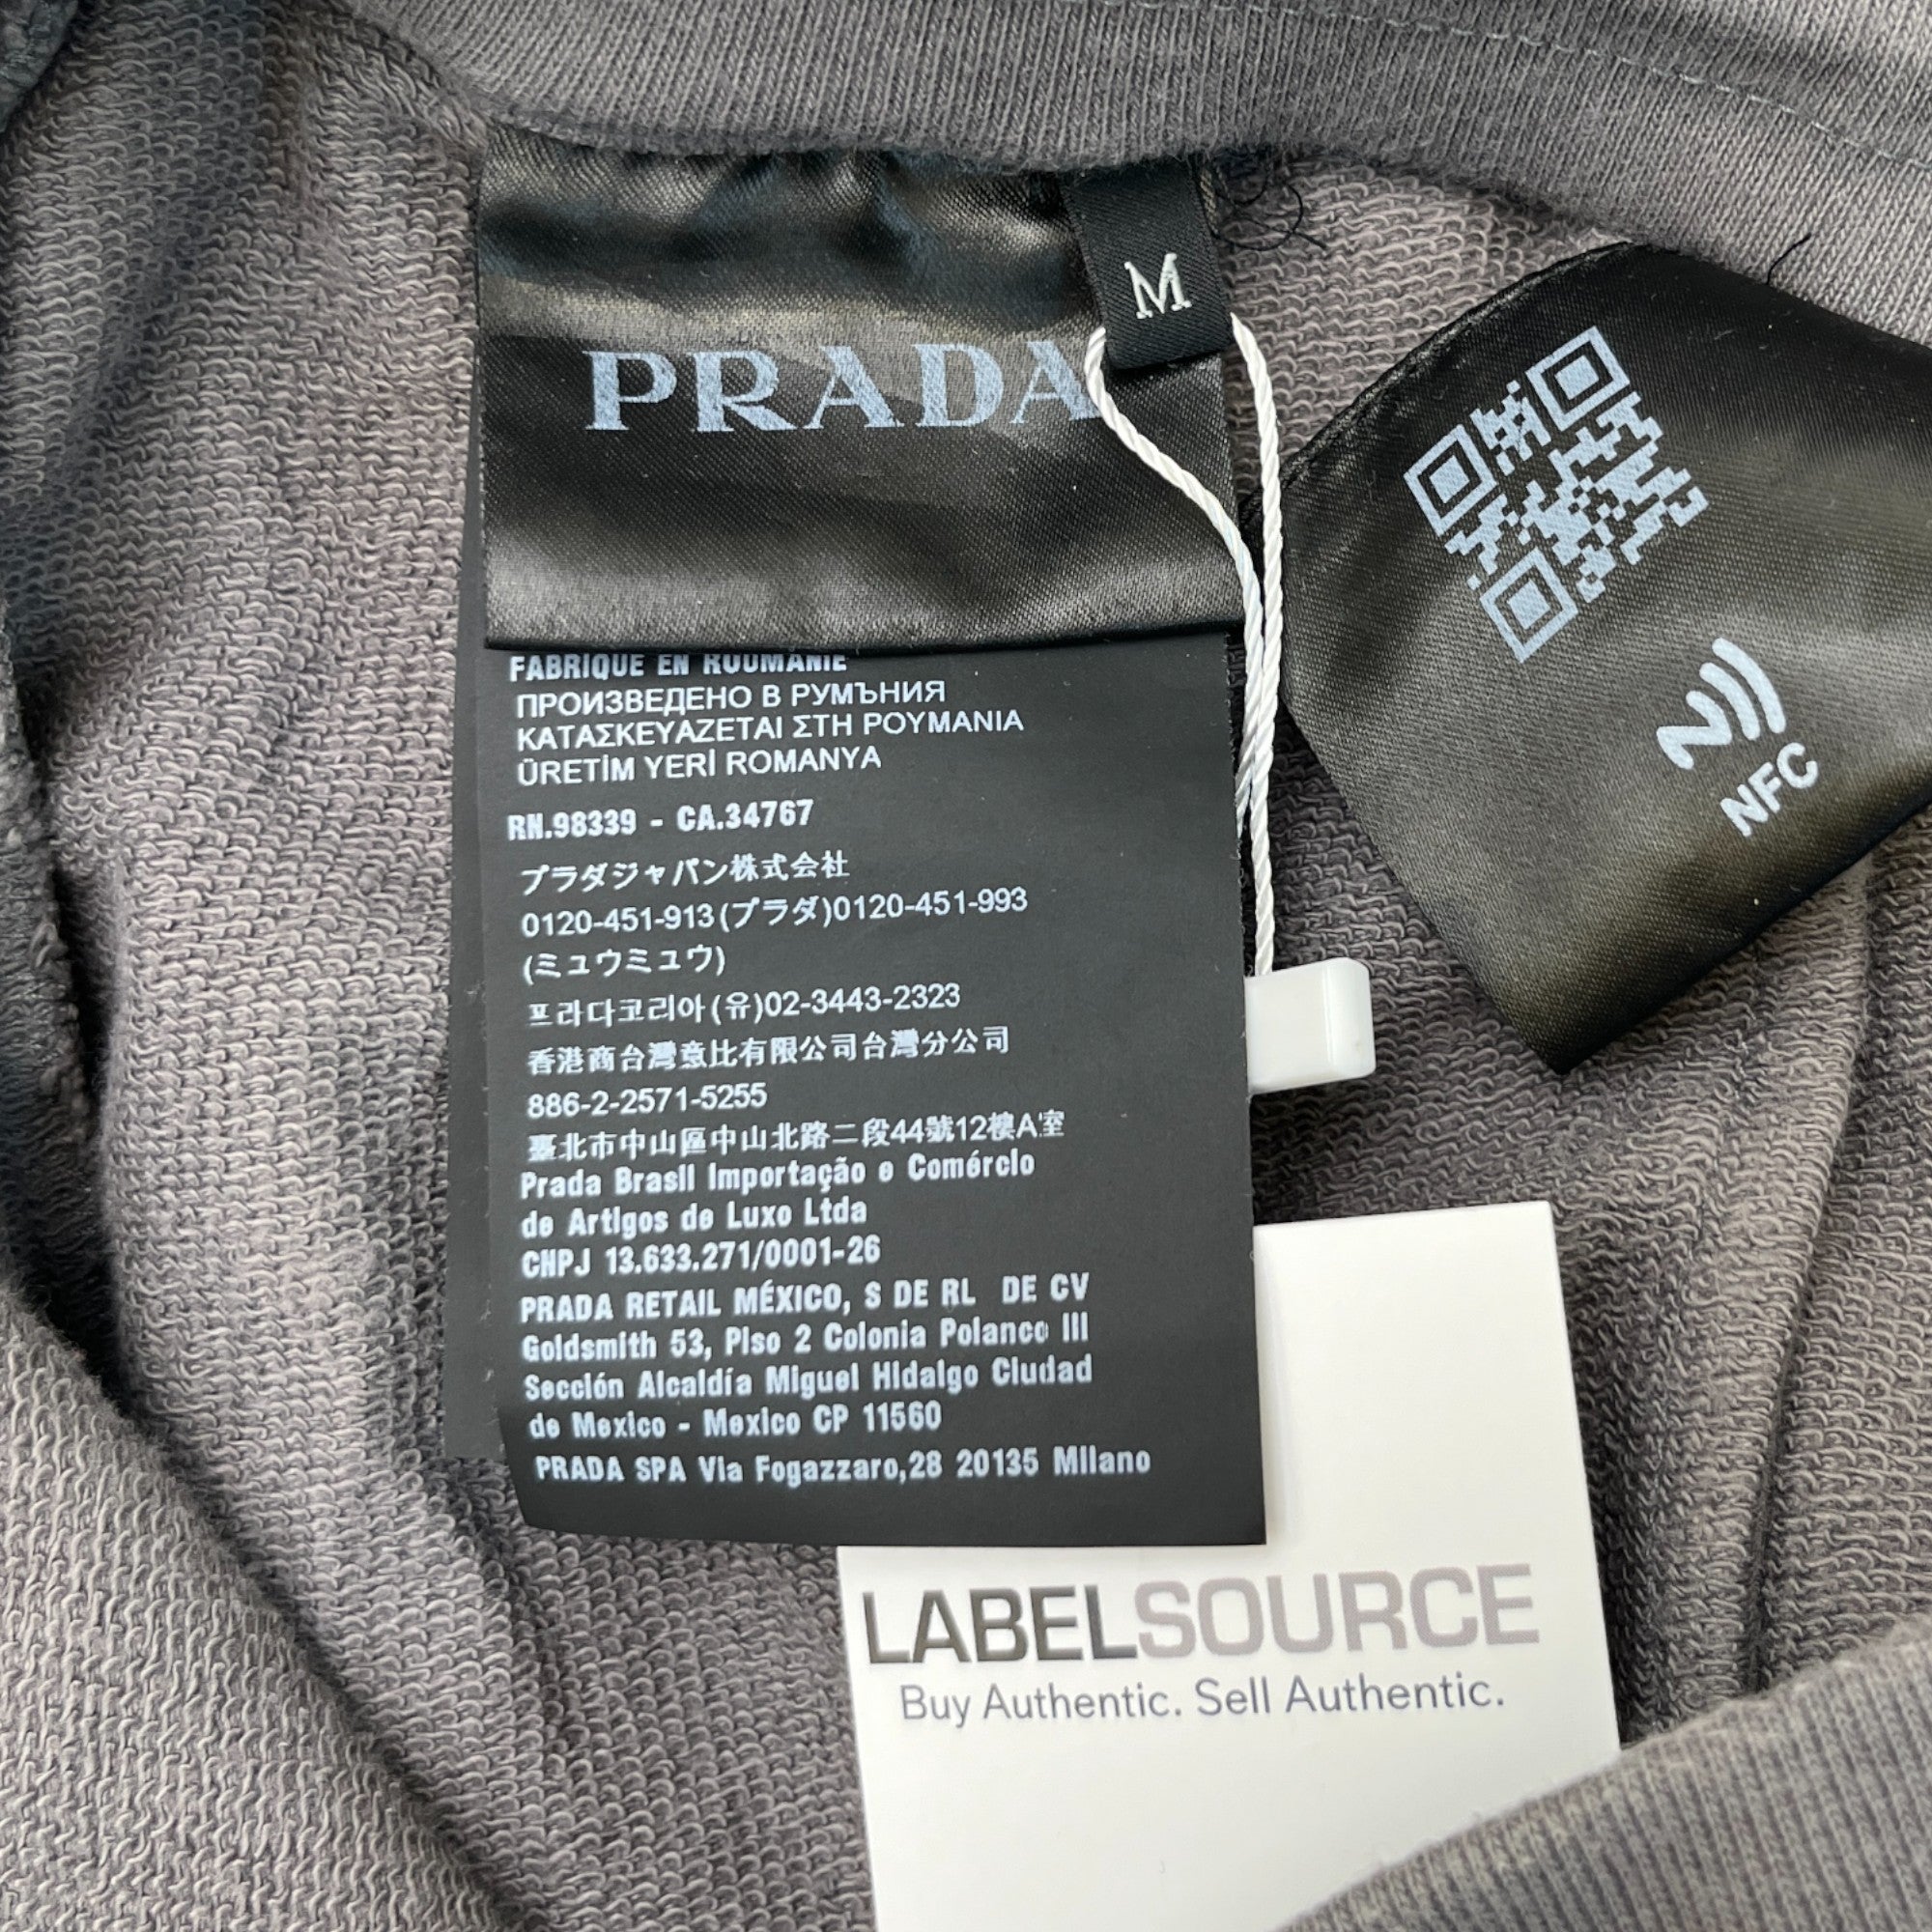 PRADA
M
FABRIQUÉ EN ROUMANIE
ПРОИЗВЕДЕНО В РУМЪНИЯ
ΚΑΤΑΣΚΕΥΑΖΕΤΑΙ ΣΤΗ ΡΟΥΜΑΝΙΑ
ÜRETİM YERİ ROMANYA
RN.98339 - CA.34767
プラダジャパン株式会社
0120-451-913(プラダ)0120-451-993
(ミュウミュウ)
프라다코리아(유)02-3443-2323
香港商台灣意比有限公司台灣分公司
886-2-2571-5255
臺北市中山區中山北路二段44號12樓A室
Prada Brasil Importação e Comércio
de Artigos de Luxo Ltda
CNPJ 13.633.271/0001-26
PRADA RETAIL MÉXICO, S DE RL DE CV
Goldsmith 53, Piso 2 Colonia Polanco III
Sección Alcaldía Miguel Hidalgo Ciudad
de Mexico - Mexico CP 11560
PRADA SPA Via Fogazzaro,28 20135 Milano
NFC
LABELSOURCE
Buy Authentic. Sell Authentic.